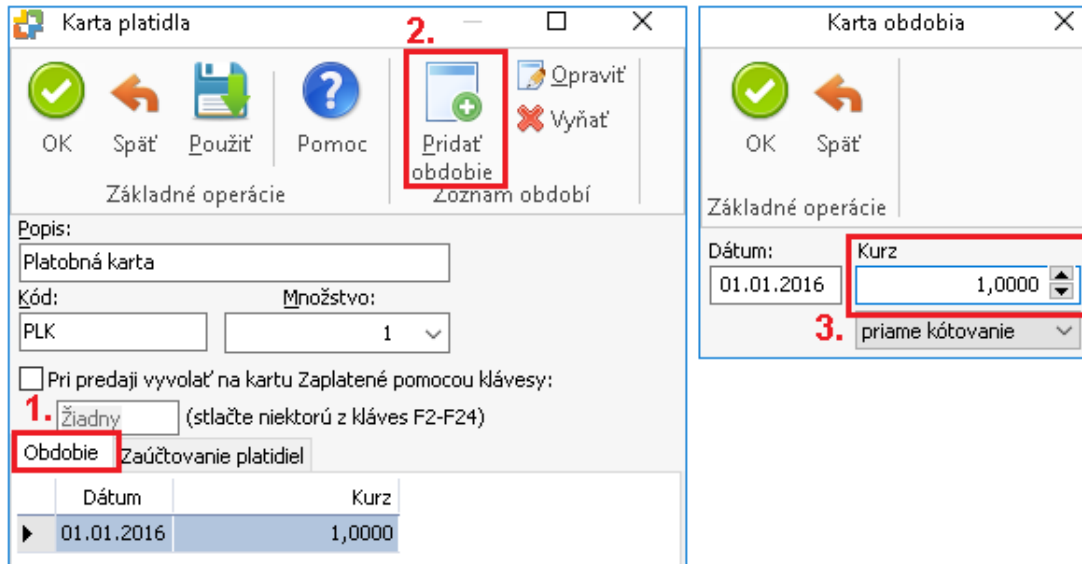 Karta platidla
2.
OK
Späť
Použiť
Pomoc
Pridať
obdobie
Opraviť
Vyňať
Základné operácie
Zoznam období
Popis:
Platobná karta
Kód:
Množstvo:
PLK
1
Pri predaji vyvolať na kartu Zaplatené pomocou klávesy:
1.
Žiadny
(stlačte niektorú z kláves F2-F24)
Obdobie
Zaúčtovanie platidiel
Dátum
Kurz
01.01.2016
1,0000
Karta obdobia
OK
Späť
Základné operácie
Dátum:
Kurz
01.01.2016
1,0000
3.
priame kótovanie